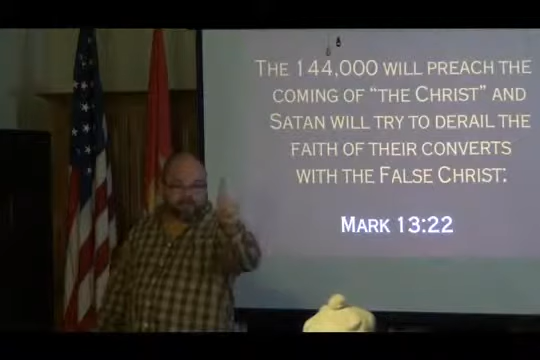 The 144,000 will preach the
coming of "the Christ" and
Satan will try to derail the
faith of their converts
with the False Christ:
Mark 13:22